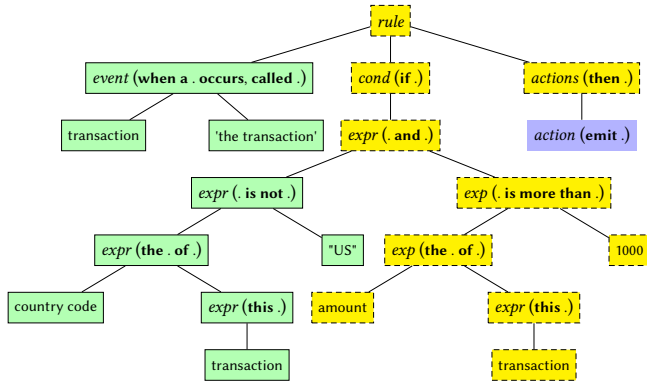 rule
event (when a . occurs, called .)
cond (if .)
actions (then .)
transaction
'the transaction'
expr (. and .)
action (emit .)
expr (. is not .)
exp (. is more than .)
expr (the . of .)
"US"
exp (the . of .)
1000
country code
expr (this .)
amount
expr (this .)
transaction
transaction